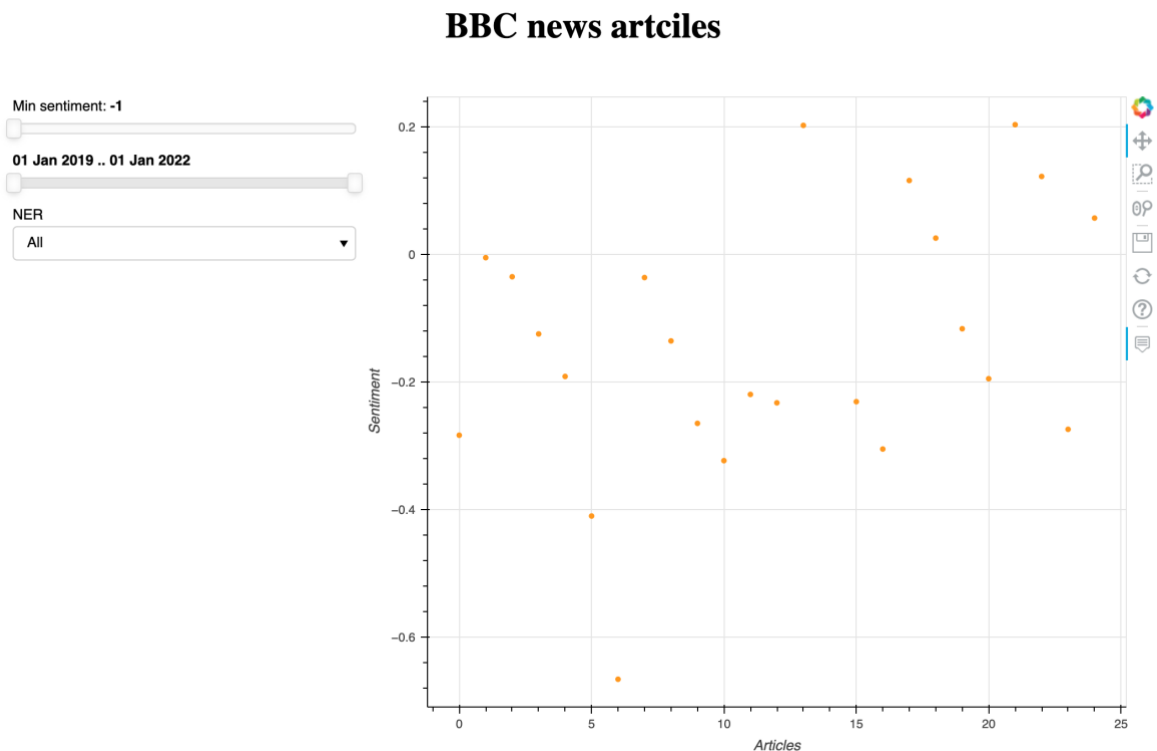 BBC news artciles
Min sentiment: -1
01 Jan 2019 .. 01 Jan 2022
NER
All
Sentiment
0.2
0
−0.2
−0.4
−0.6
0 5 10 15 20 25
Articles